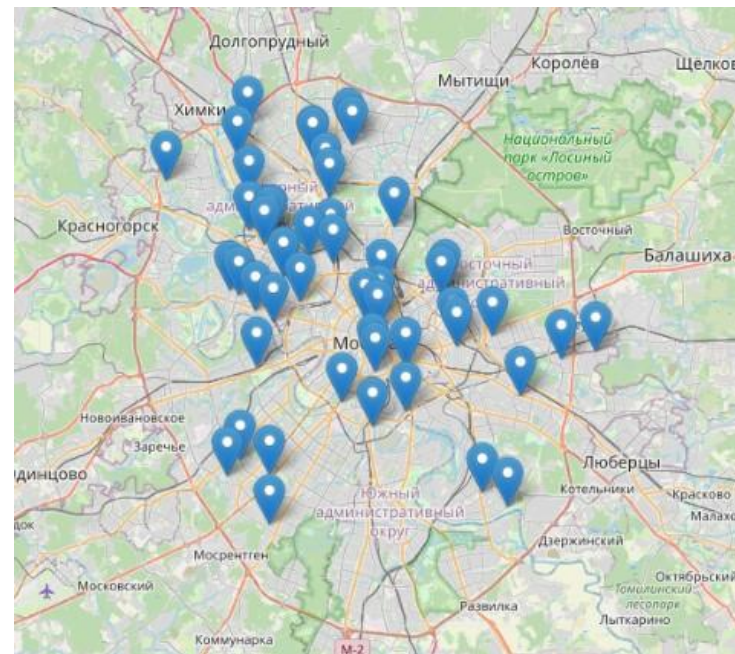 Долгопрудный
Королёв
Щелков
Мытищи
Химки
Национальный
парк «Лосиный
остров»
Красногорск
Восточный
Балашиха
административный
Новоивановское
Заречье
динцово
Люберцы
Котельники
Красково
Малахо
Южный
административный
округ
док
Дзержинский
Мосрентген
Московский
Октябрьский
Томилинский
лесопарк
Развилка
Лыткарино
Коммунарка
М-2